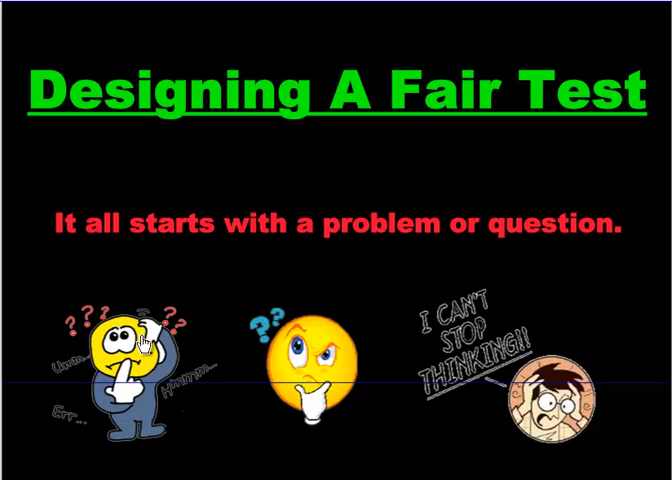 Designing A Fair Test
It all starts with a problem or question.
? ? ?
? ?
? ?
I CAN'T
STOP
THINKING!!
Umm...
Hmmm...
Err...